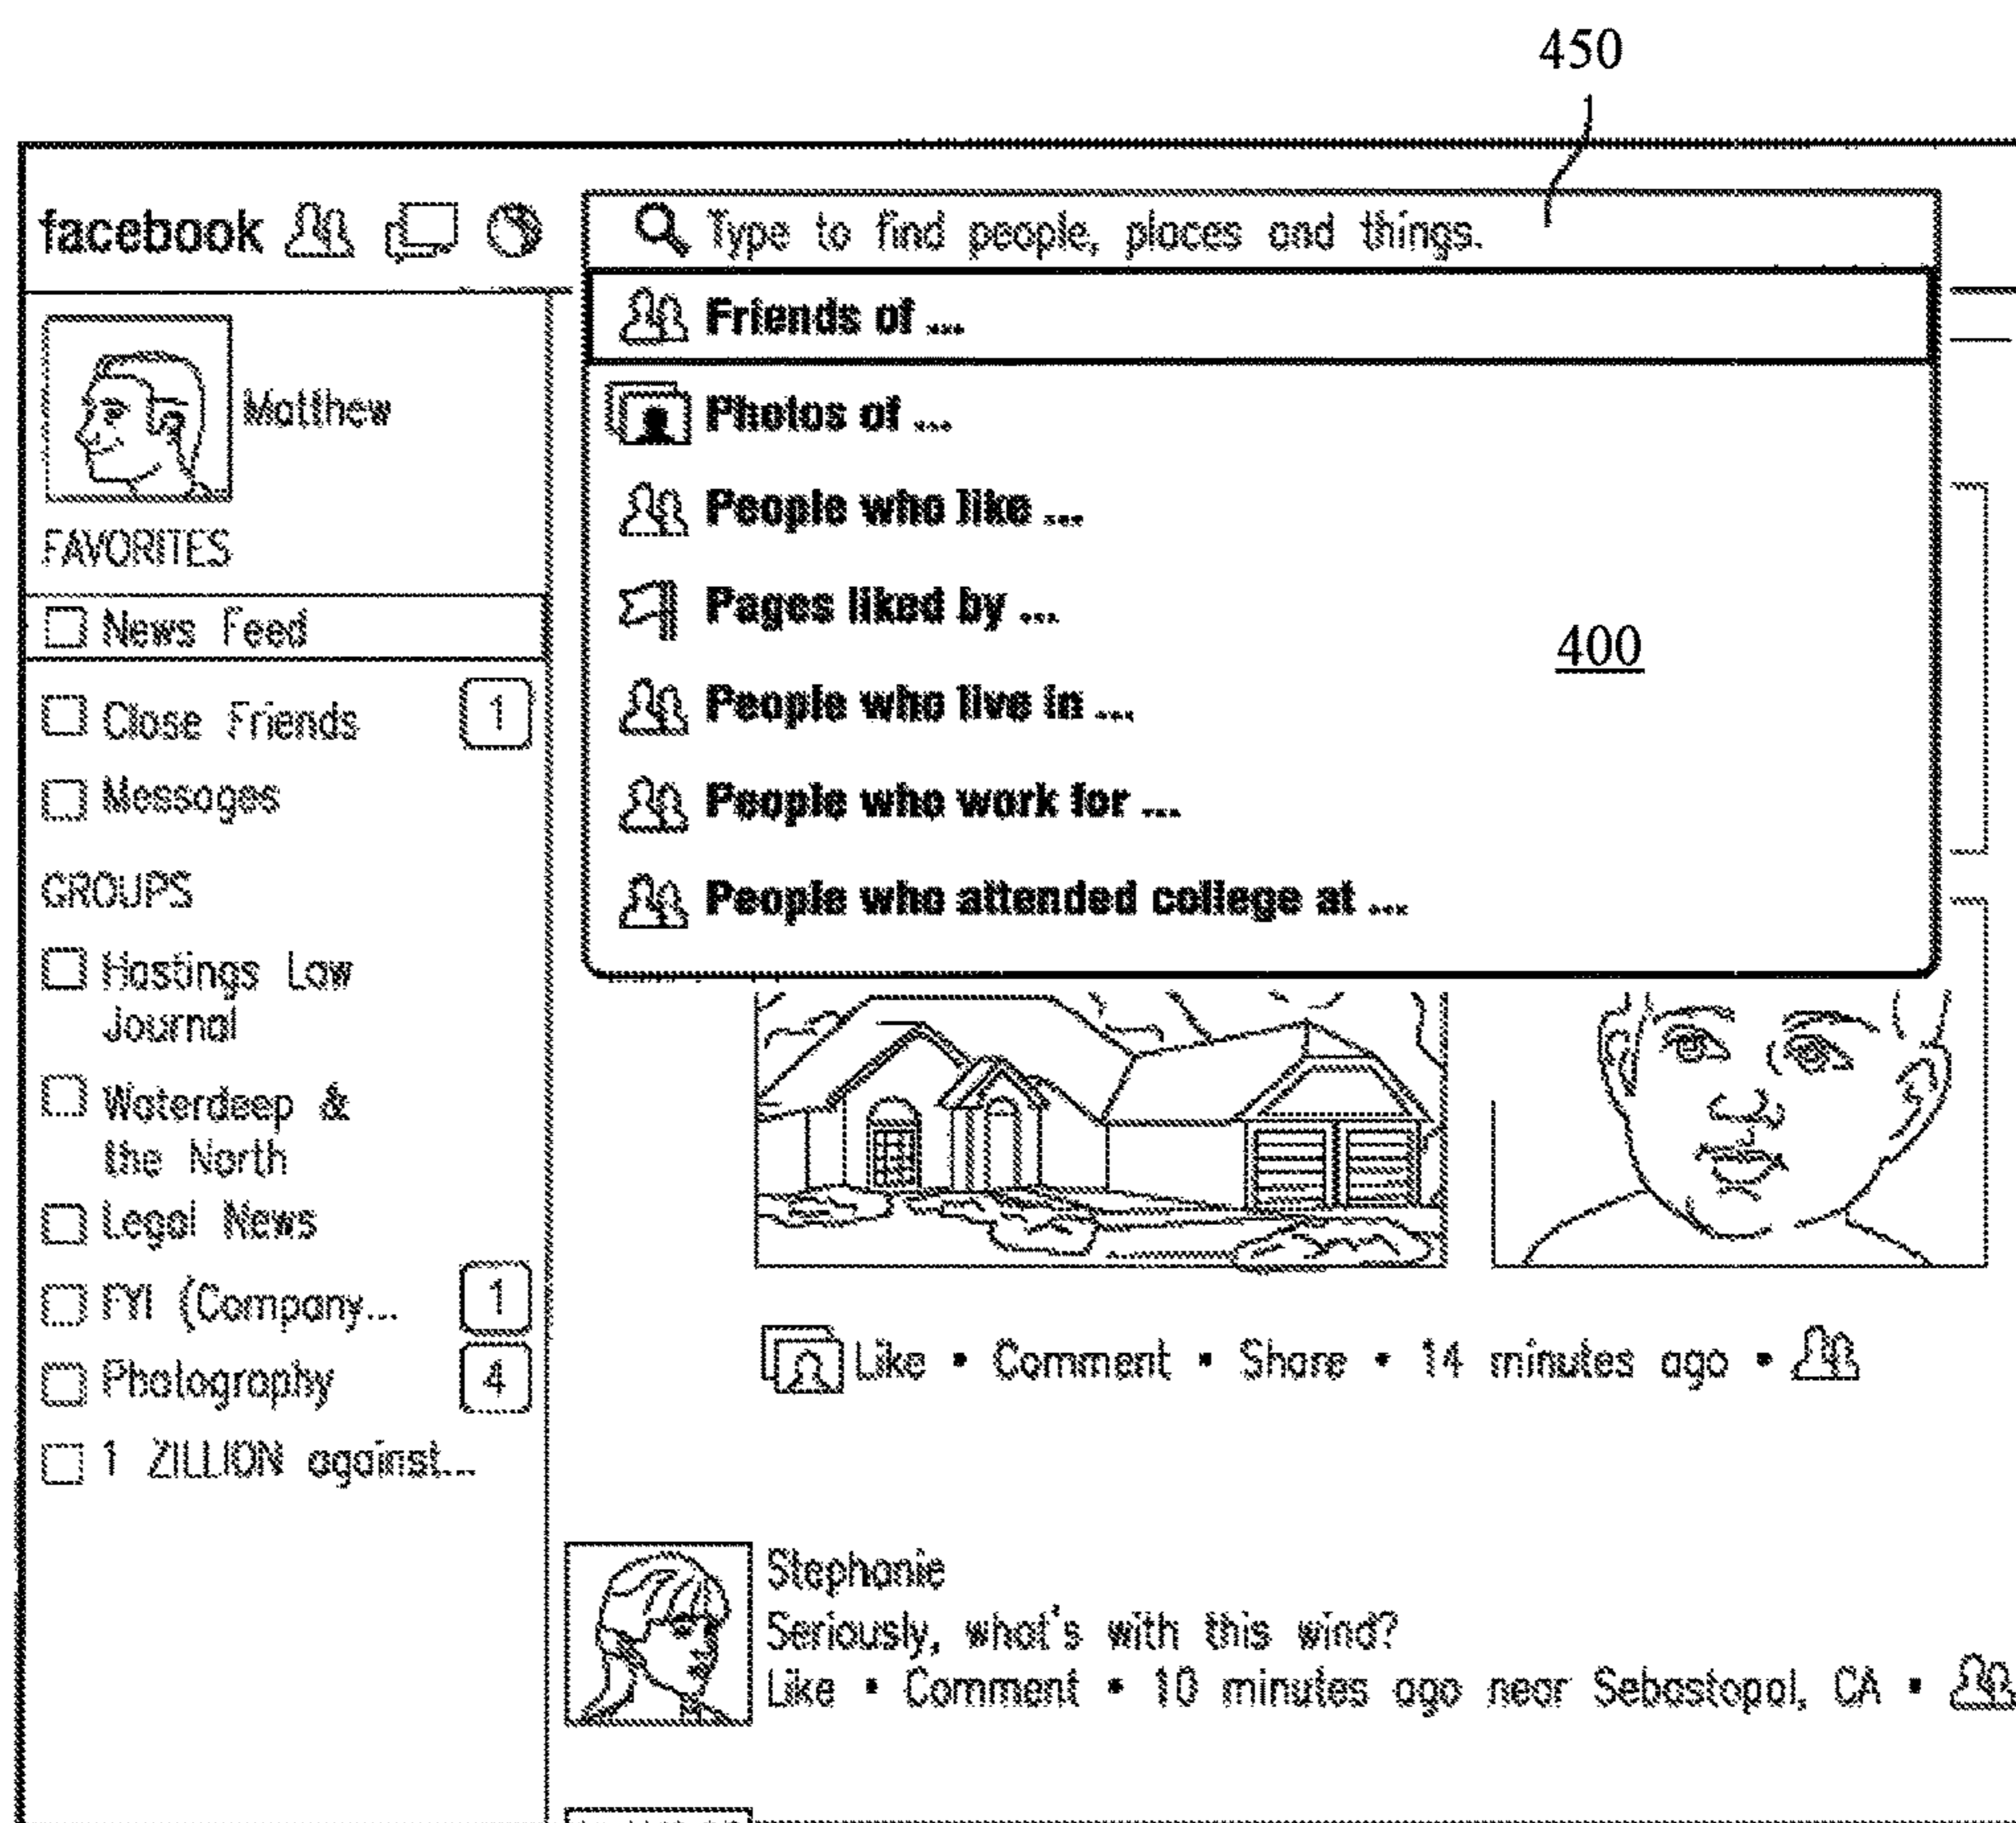 450
facebook
Type to find people, places and things.
Friends of ...
Photos of ...
People who like ...
Pages liked by ...
People who live in ...
People who work for ...
People who attended college at ...
400
Matthew
FAVORITES
News Feed
Close Friends 1
Messages
GROUPS
Hastings Law
Journal
Waterdeep &
the North
Legal News
FYI (Company... 1
Photography 4
1 ZILLION against...
Like • Comment • Share • 14 minutes ago •
Stephanie
Seriously, what's with this wind?
Like • Comment • 10 minutes ago near Sebastopol, CA •